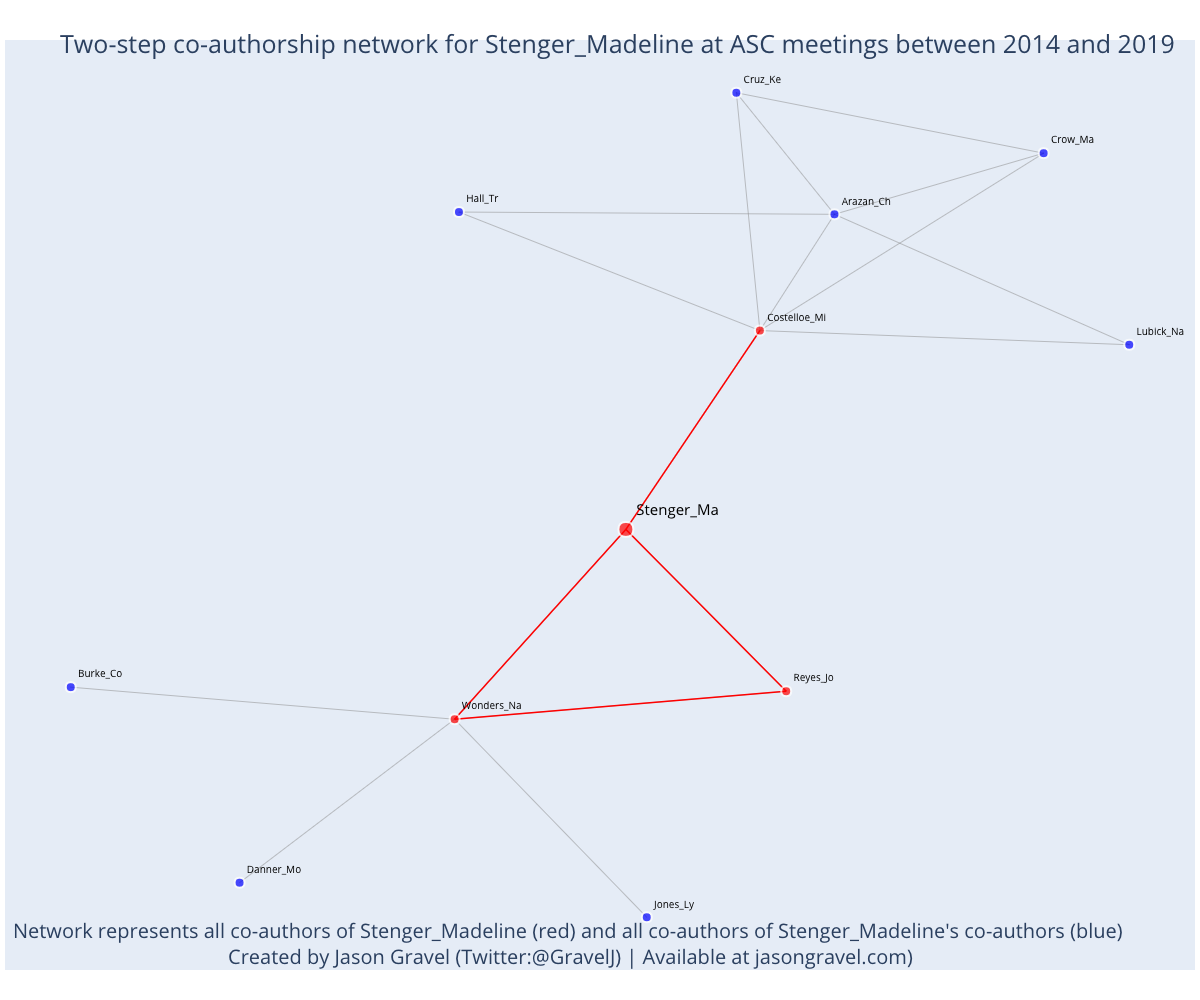 Two-step co-authorship network for Stenger_Madeline at ASC meetings between 2014 and 2019
Cruz_Ke
Crow_Ma
Hall_Tr
Arazan_Ch
Costelloe_Mi
Lubick_Na
Stenger_Ma
Burke_Co
Reyes_Jo
Wonders_Na
Danner_Mo
Jones_Ly
Network represents all co-authors of Stenger_Madeline (red) and all co-authors of Stenger_Madeline's co-authors (blue)
Created by Jason Gravel (Twitter:@GravelJ) | Available at jasongravel.com)